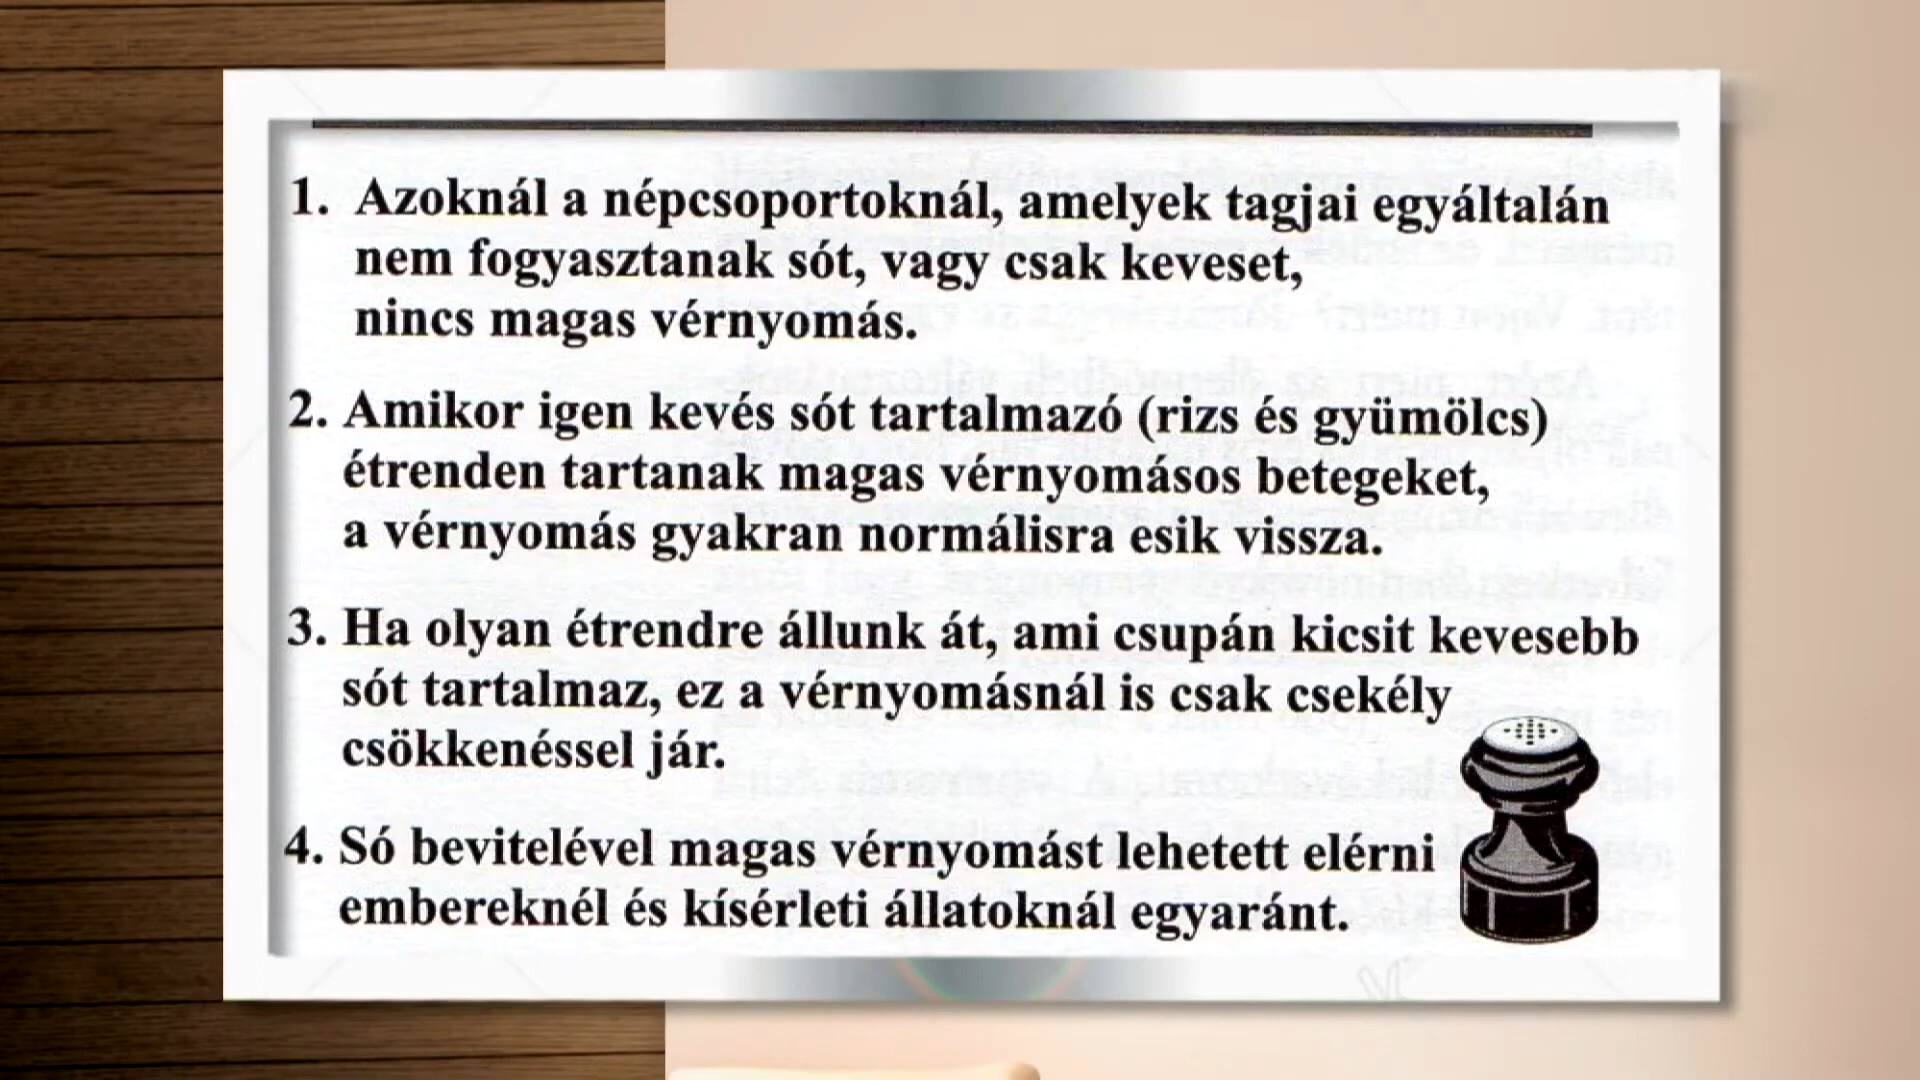 1. Azoknál a népcsoportoknál, amelyek tagjai egyáltalán
nem fogyasztanak sót, vagy csak keveset,
nincs magas vérnyomás.
2. Amikor igen kevés sót tartalmazó (rizs és gyümölcs)
étrenden tartanak magas vérnyomásos betegeket,
a vérnyomás gyakran normálisra esik vissza.
3. Ha olyan étrendre állunk át, ami csupán kicsit kevesebb
sót tartalmaz, ez a vérnyomásnál is csak csekély
csökkenéssel jár.
4. Só bevitelével magas vérnyomást lehetett elérni
embereknél és kísérleti állatoknál egyaránt.